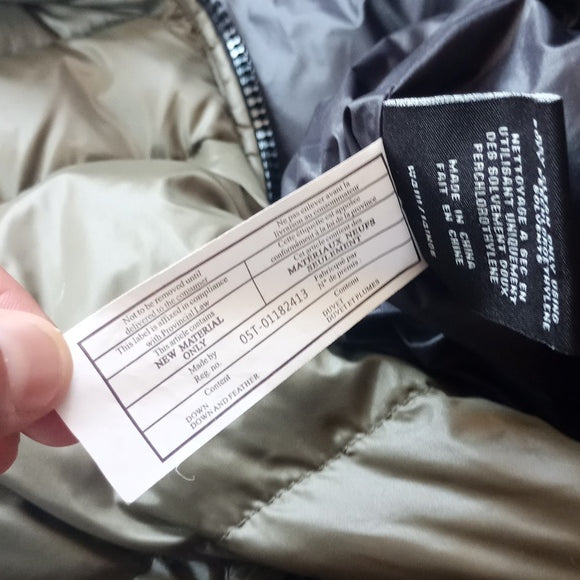 Not to be removed until
delivered to the consumer
This label is affixed in compliance
with Provincial Law
This article contains
NEW MATERIAL
ONLY
Made by
Reg. no.
Content
DOWN
DOWN AND FEATHER
Ne pas enlever avant la
livraison au consommateur
Cette étiquette est apposée
conformément à la loi de la province
Cet article contient des
MATÉRIAUX NEUFS
SEULEMENT
05T-01182413
Fabriqué par
N° de permis
Contenu
DUVET
DUVET ET PLUMES
NETTOYAGE A SEC EN
UTILISANT UNIQUEMENT
DES SOLVENTS
PERCHLOROTHYLENE
MADE IN CHINA
FAIT EN CHINE